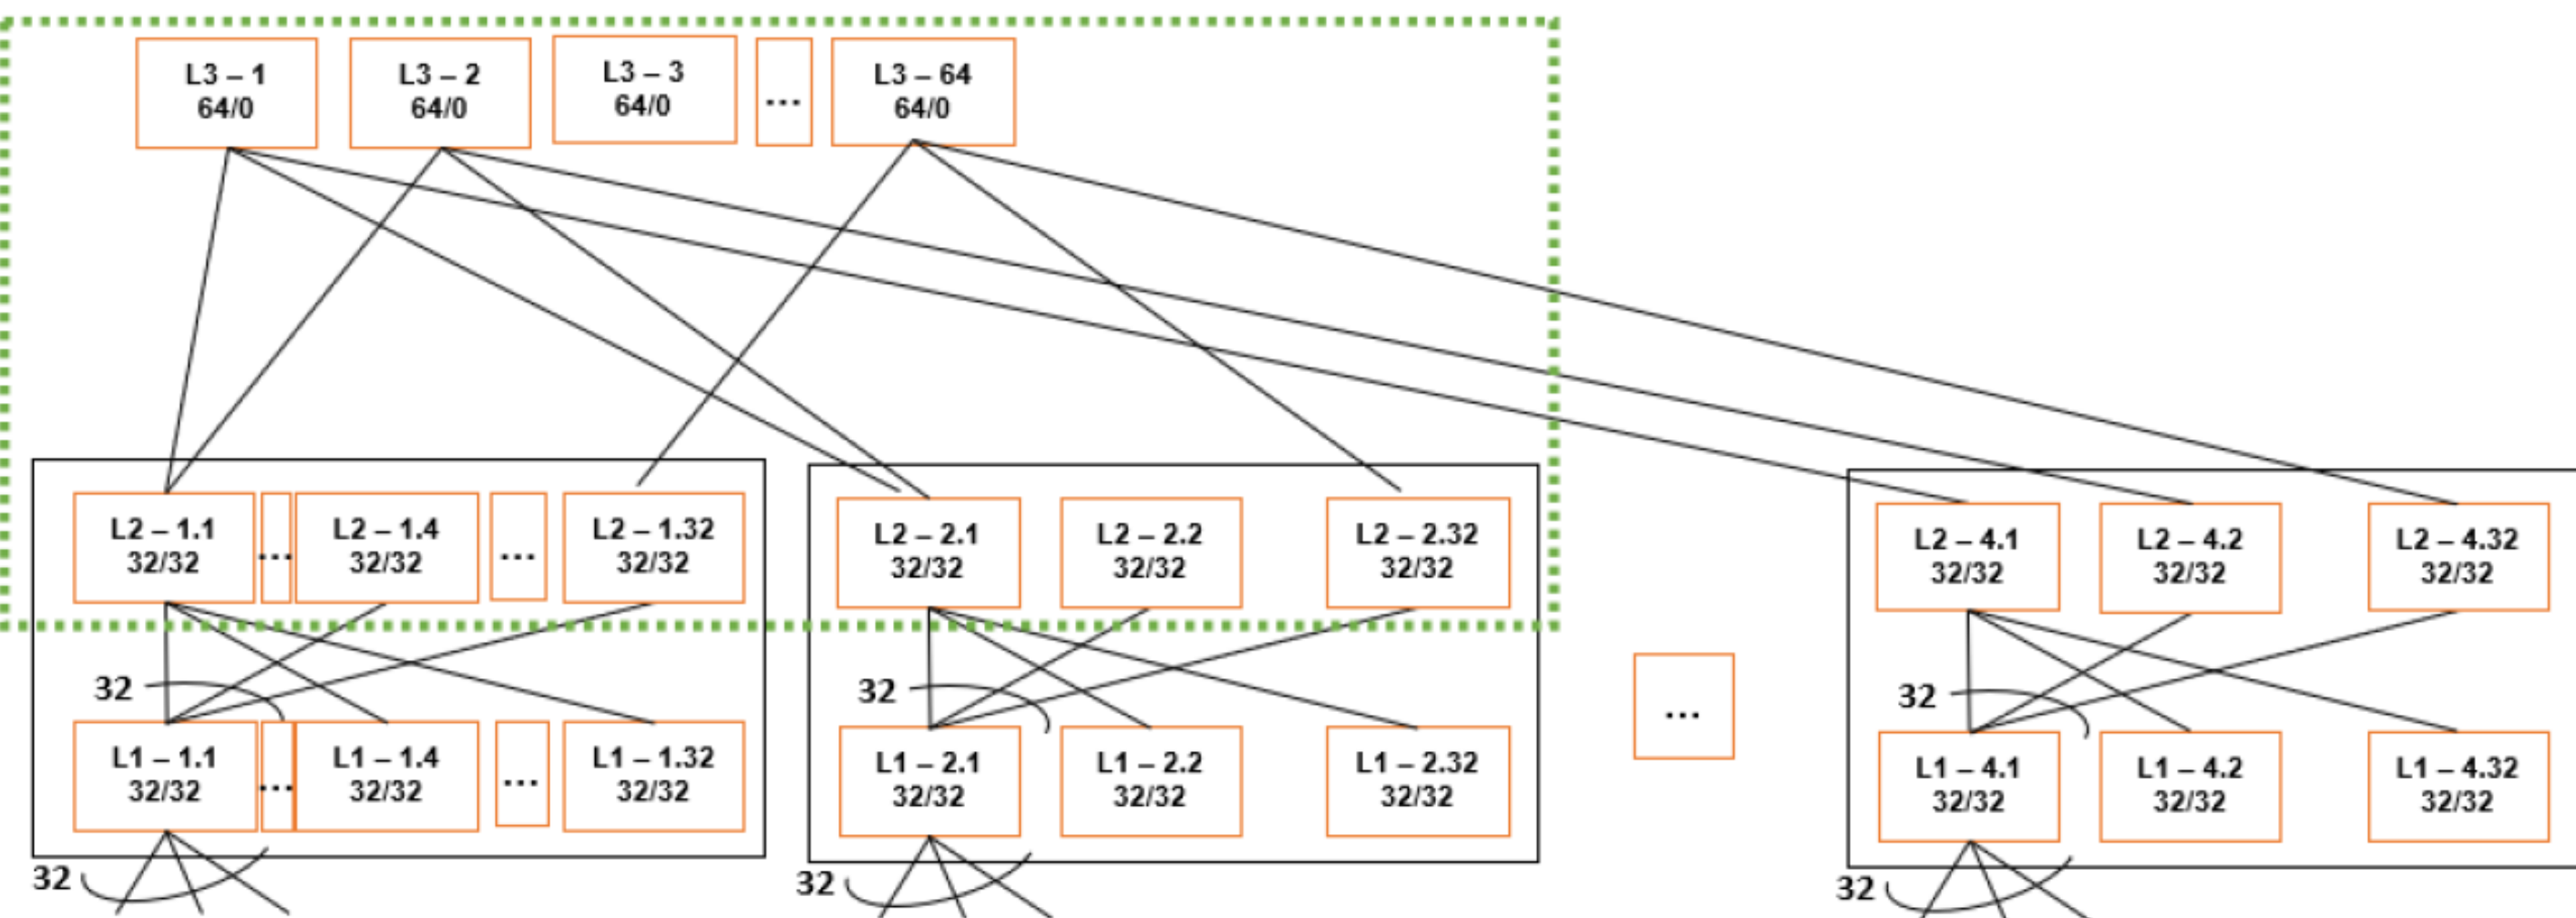 L3 – 1
64/0
L3 – 2
64/0
L3 – 3
64/0
...
L3 – 64
64/0
L2 – 1.1
32/32
...
L2 – 1.4
32/32
...
L2 – 1.32
32/32
L2 – 2.1
32/32
L2 – 2.2
32/32
L2 – 2.32
32/32
L2 – 4.1
32/32
L2 – 4.2
32/32
L2 – 4.32
32/32
32
32
32
...
L1 – 1.1
32/32
...
L1 – 1.4
32/32
...
L1 – 1.32
32/32
L1 – 2.1
32/32
L1 – 2.2
32/32
L1 – 2.32
32/32
L1 – 4.1
32/32
L1 – 4.2
32/32
L1 – 4.32
32/32
32
32
32